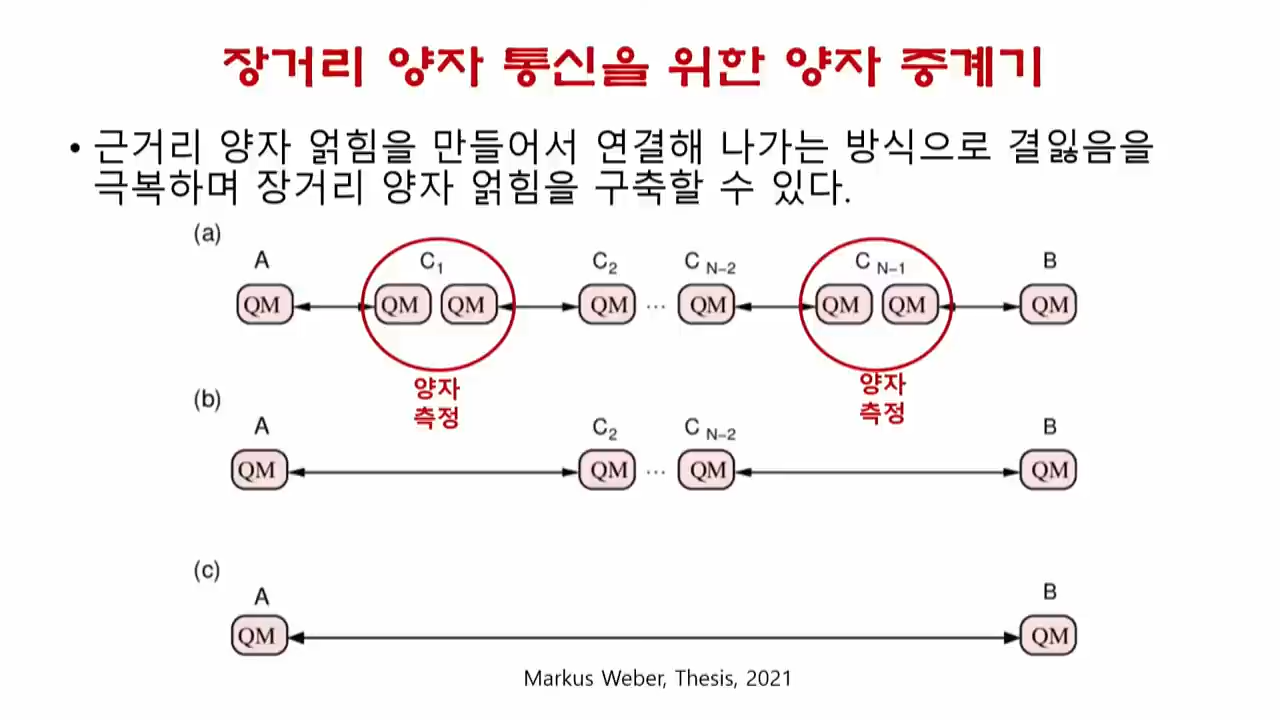 장거리 양자 통신을 위한 양자 중계기
• 근거리 양자 얽힘을 만들어서 연결해 나가는 방식으로 결잃음을
극복하며 장거리 양자 얽힘을 구축할 수 있다.
(a)
A C1 C2 C N-2 C N-1 B
QM QM QM QM ... QM QM QM QM
양자 측정
양자 측정
(b)
A C2 C N-2 B
QM QM ... QM QM
(c)
A B
QM QM
Markus Weber, Thesis, 2021